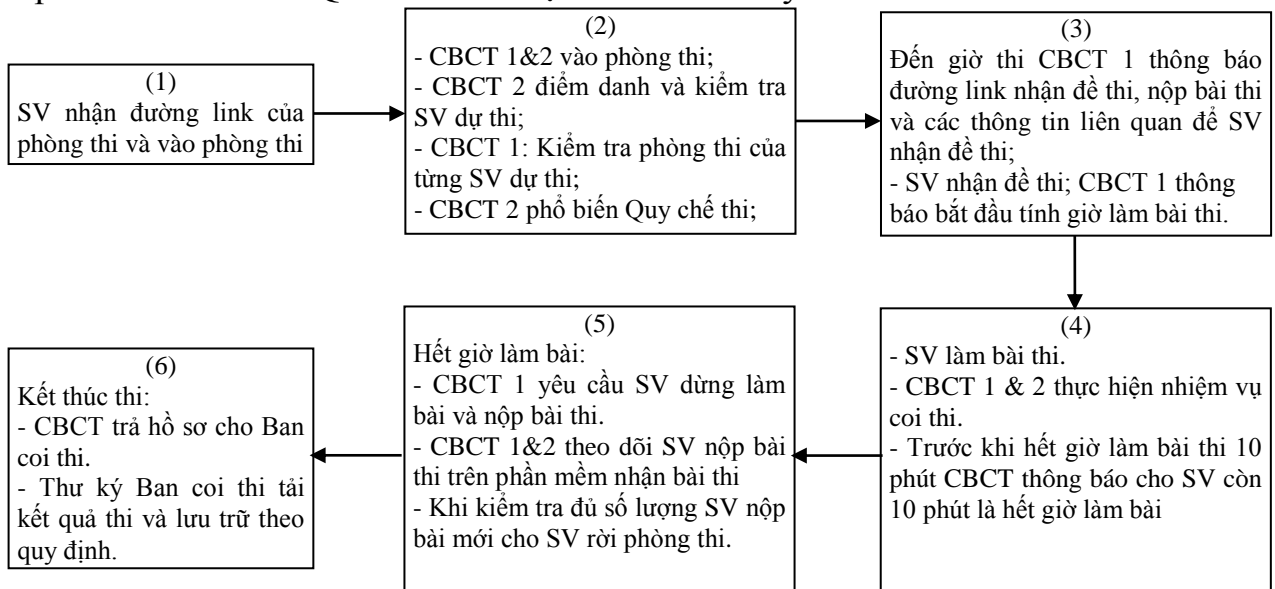 (1)
SV nhận đường link của
phòng thi và vào phòng thi
(2)
- CBCT 1&2 vào phòng thi;
- CBCT 2 điểm danh và kiểm tra
SV dự thi;
- CBCT 1: Kiểm tra phòng thi của
từng SV dự thi;
- CBCT 2 phổ biến Quy chế thi;
(3)
Đến giờ thi CBCT 1 thông báo
đường link nhận đề thi, nộp bài thi
và các thông tin liên quan để SV
nhận đề thi;
- SV nhận đề thi; CBCT 1 thông
báo bắt đầu tính giờ làm bài thi.
(4)
- SV làm bài thi.
- CBCT 1 & 2 thực hiện nhiệm vụ
coi thi.
- Trước khi hết giờ làm bài thi 10
phút CBCT thông báo cho SV còn
10 phút là hết giờ làm bài
(5)
Hết giờ làm bài:
- CBCT 1 yêu cầu SV dừng làm
bài và nộp bài thi.
- CBCT 1&2 theo dõi SV nộp bài
thi trên phần mềm nhận bài thi
- Khi kiểm tra đủ số lượng SV nộp
bài mới cho SV rời phòng thi.
(6)
Kết thúc thi:
- CBCT trả hồ sơ cho Ban
coi thi.
- Thư ký Ban coi thi tải
kết quả thi và lưu trữ theo
quy định.